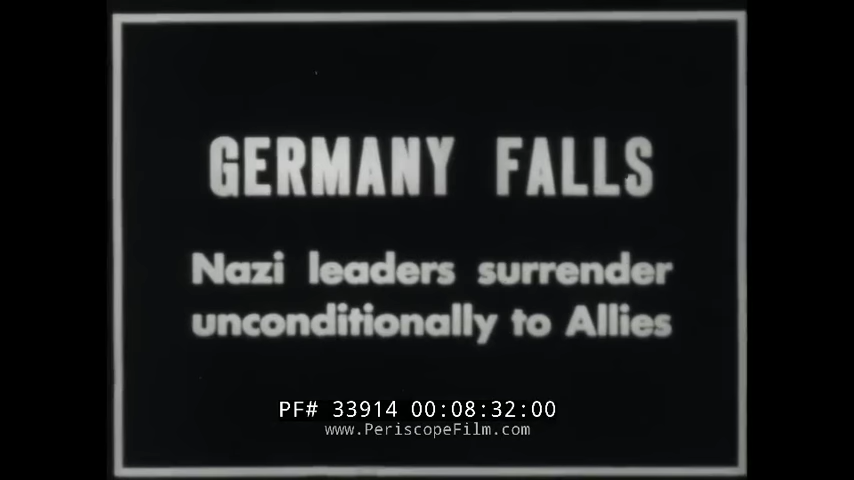 GERMANY FALLS
Nazi leaders surrender
unconditionally to Allies
PF# 33914 00:08:32:00
www.PeriscopeFilm.com